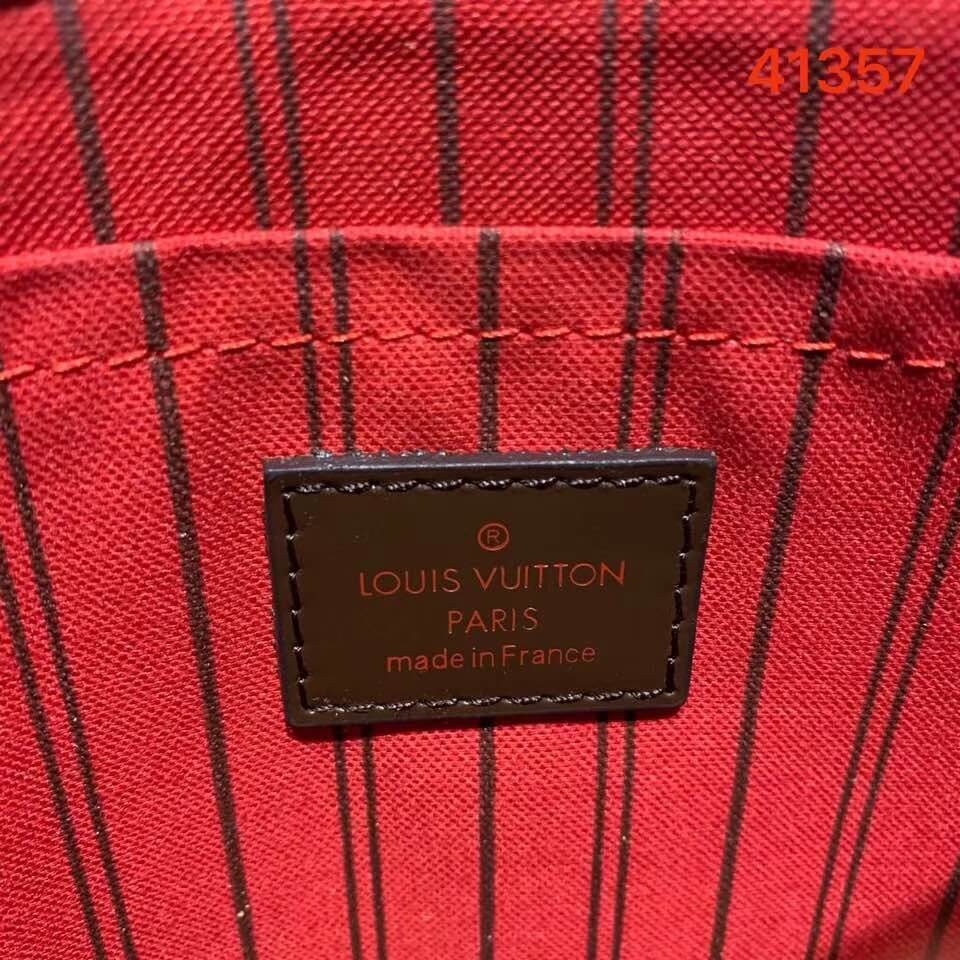 41357
®
LOUIS VUITTON
PARIS
made in France